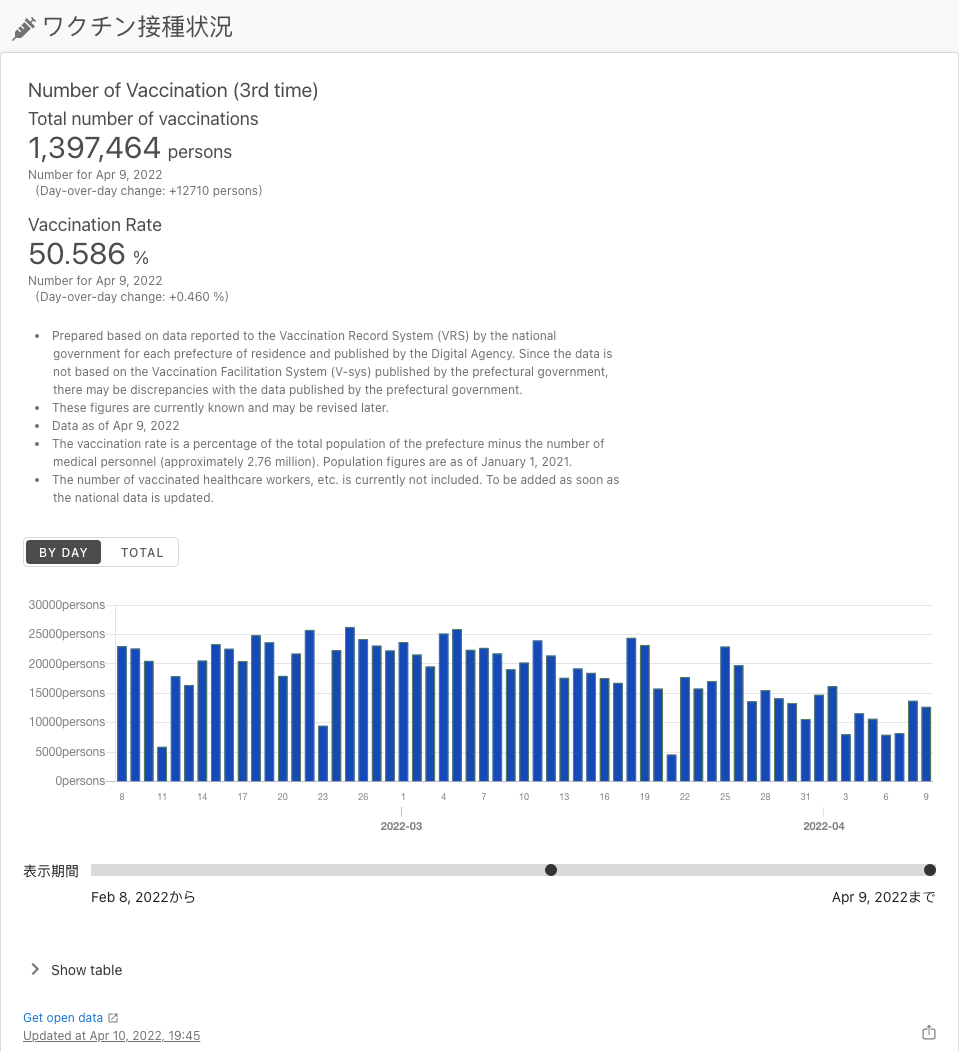 ワクチン接種状況
Number of Vaccination (3rd time)
Total number of vaccinations
1,397,464 persons
Number for Apr 9, 2022
(Day-over-day change: +12710 persons)
Vaccination Rate
50.586 %
Number for Apr 9, 2022
(Day-over-day change: +0.460 %)
• Prepared based on data reported to the Vaccination Record System (VRS) by the national
government for each prefecture of residence and published by the Digital Agency. Since the data is
not based on the Vaccination Facilitation System (V-sys) published by the prefectural government,
there may be discrepancies with the data published by the prefectural government.
• These figures are currently known and may be revised later.
• Data as of Apr 9, 2022
• The vaccination rate is a percentage of the total population of the prefecture minus the number of
medical personnel (approximately 2.76 million). Population figures are as of January 1, 2021.
• The number of vaccinated healthcare workers, etc. is currently not included. To be added as soon as
the national data is updated.
BY DAY TOTAL
30000persons
25000persons
20000persons
15000persons
10000persons
5000persons
0persons
8 11 14 17 20 23 26 1 4 7 10 13 16 19 22 25 28 31 3 6 9
2022-03 2022-04
表示期間
Feb 8, 2022から Apr 9, 2022まで
Show table
Get open data
Updated at Apr 10, 2022, 19:45